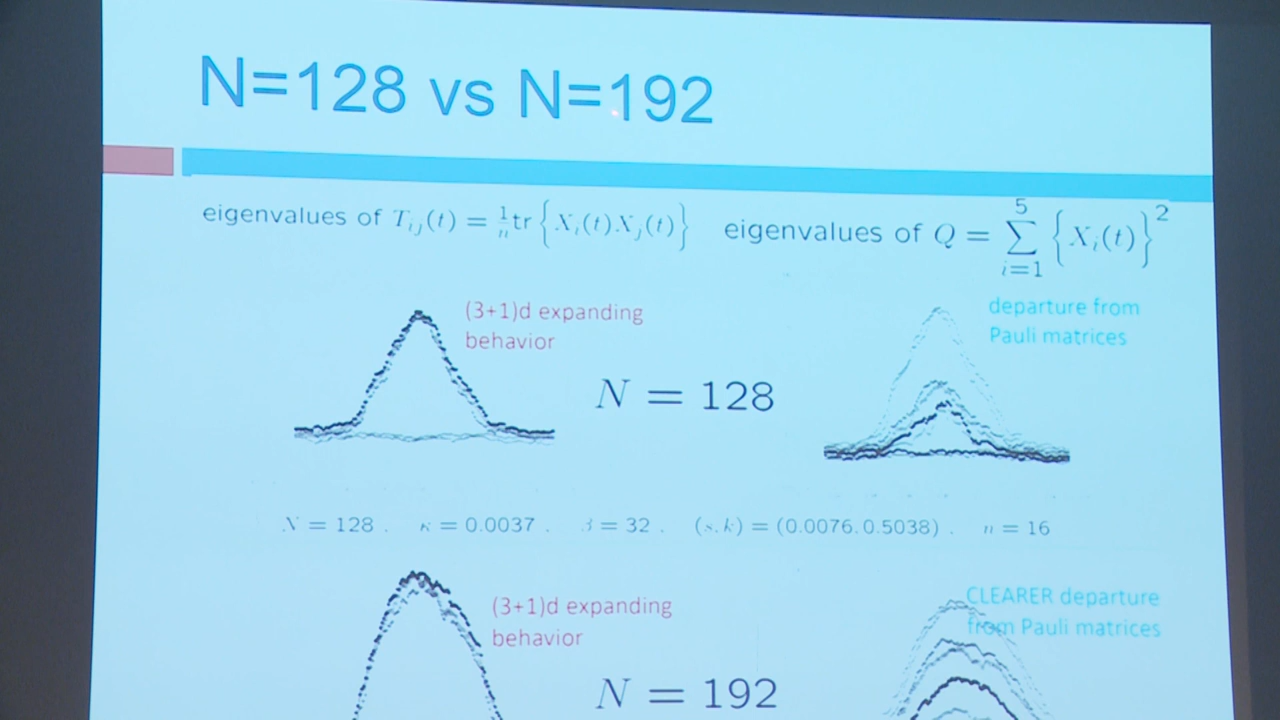 N=128 vs N=192
eigenvalues of T_{ij}(t) = \frac{1}{n} tr { X_i(t) X_j(t) }
eigenvalues of Q = \sum_{i=1}^{5} { X_i(t) }^2
(3+1)d expanding
behavior
departure from
Pauli matrices
N = 128
N = 128 , κ = 0.0037 , β = 32 , (s,k) = (0.0076,0.5038) , n = 16
(3+1)d expanding
behavior
CLEARER departure
from Pauli matrices
N = 192